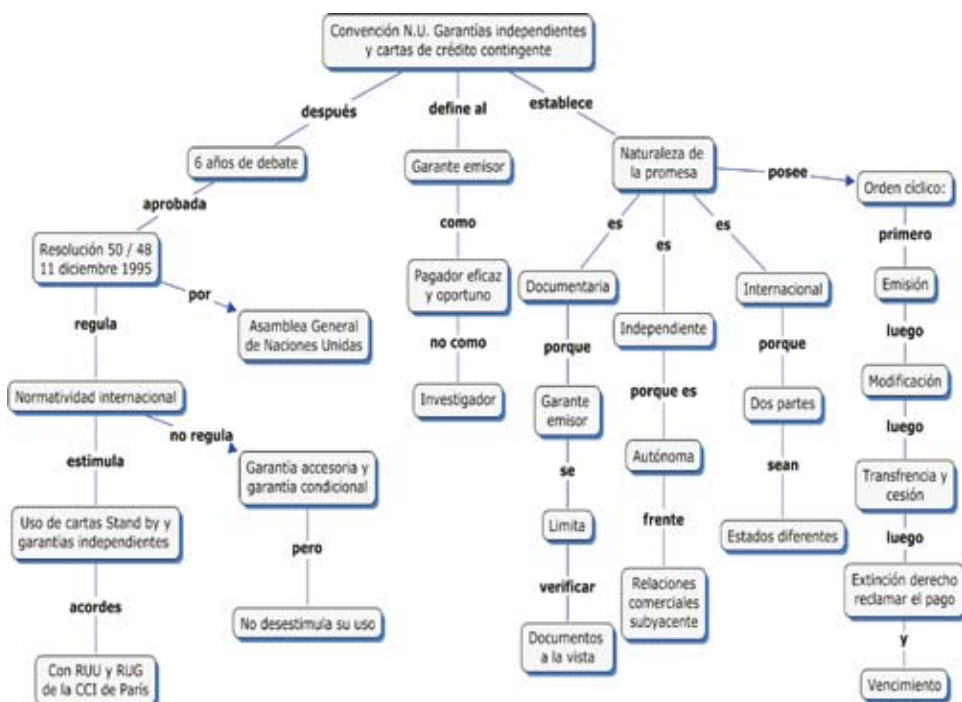 Convención N.U. Garantías independientes
y cartas de crédito contingente
después
define al
establece
6 años de debate
Garante emisor
Naturaleza de
la promesa
posee
Orden cíclico:
aprobada
como
es
es
es
primero
Resolución 50 / 48
11 diciembre 1995
Pagador eficaz
y oportuno
Documentaria
Internacional
Emisión
por
regula
Asamblea General
de Naciones Unidas
no como
Independiente
porque
porque
luego
Normatividad internacional
Investigador
Garante
emisor
porque es
Dos partes
Modificación
no regula
estimula
Garantía accesoria y
garantía condicional
se
Autónoma
sean
luego
Transfrencia y
cesión
Uso de cartas Stand by y
garantías independientes
Limita
frente
Estados diferentes
luego
pero
verificar
Relaciones
comerciales
subyacente
Extinción derecho
reclamar el pago
acordes
No desestimula su uso
Documentos
a la vista
y
Con RUU y RUG
de la CCI de París
Vencimiento